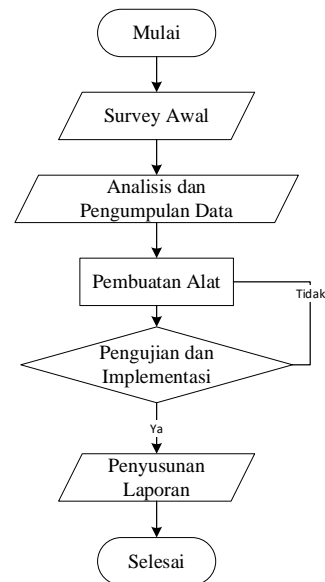 Mulai
Survey Awal
Analisis dan
Pengumpulan Data
Pembuatan Alat
Tidak
Pengujian dan
Implementasi
Ya
Penyusunan
Laporan
Selesai